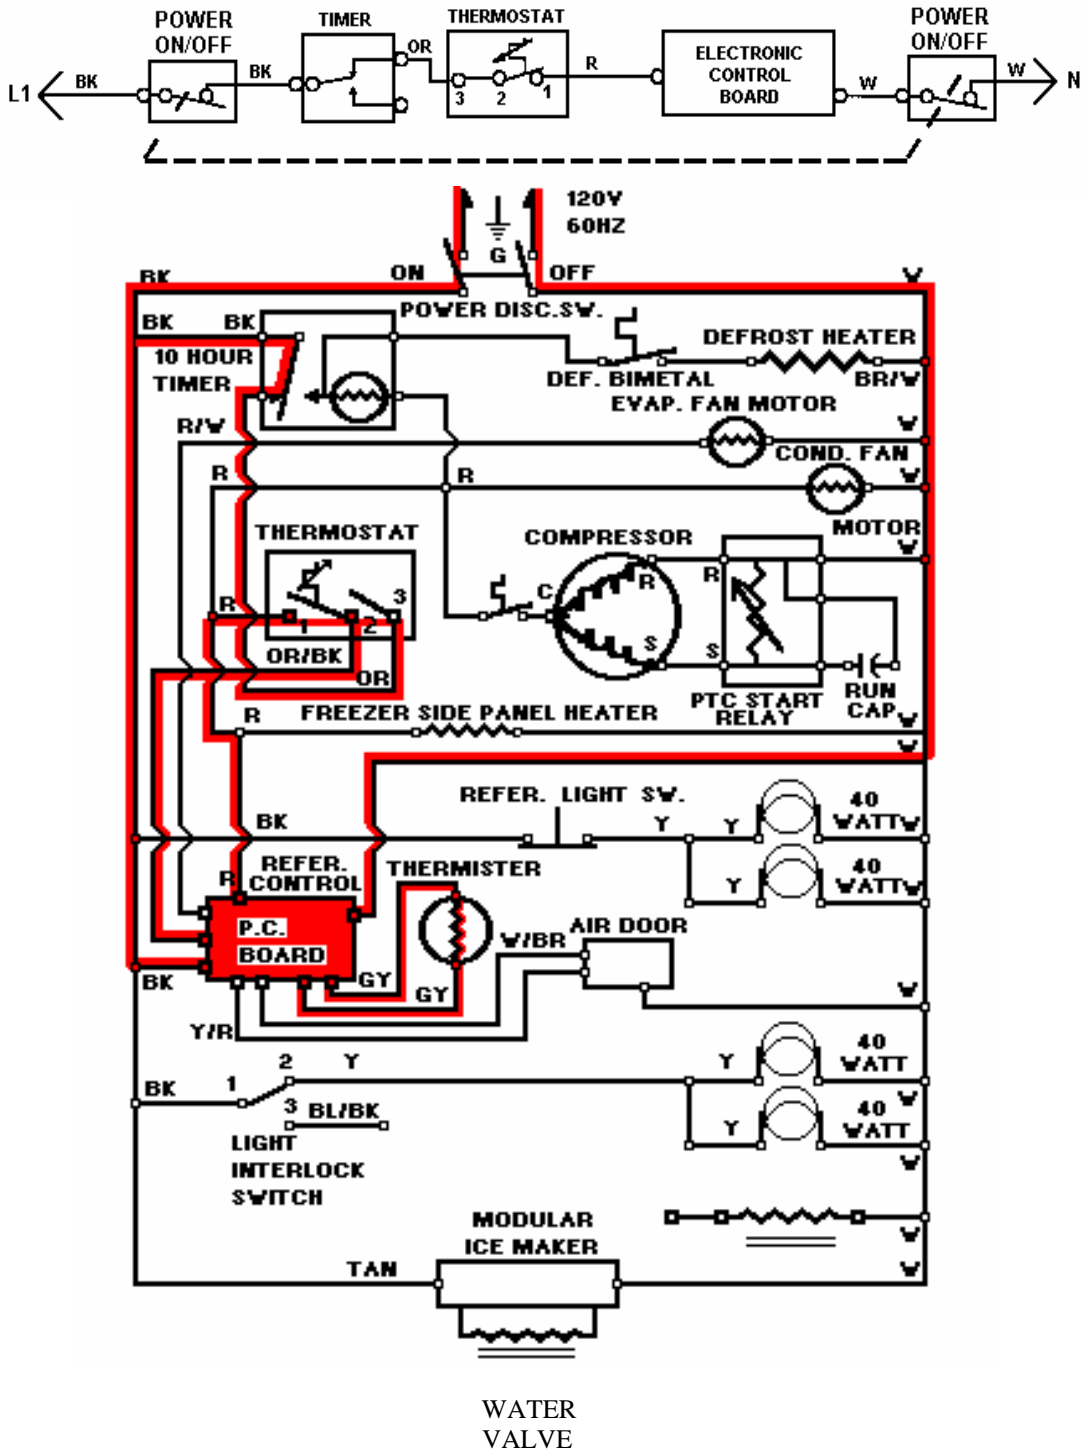 POWER
ON/OFF
TIMER
THERMOSTAT
POWER
ON/OFF
OR
L1
BK
BK
3
2
1
R
ELECTRONIC
CONTROL
BOARD
W
W
N
120V
60HZ
G
BK
ON
OFF
W
POWER DISC.SW.
BK
BK
10 HOUR
TIMER
DEFROST HEATER
DEF. BIMETAL
BR/W
EVAP. FAN MOTOR
R/W
W
COND. FAN
R
R
W
MOTOR
THERMOSTAT
COMPRESSOR
W
3
R
1
2
C
R
S
R
S
OR/BK
OR
PTC START
RELAY
RUN
CAP
W
R
FREEZER SIDE PANEL HEATER
W
REFER. LIGHT SW.
BK
Y
Y
40
WATT
W
REFER.
CONTROL
THERMISTER
R
Y
40
WATT
W
P.C.
BOARD
W/BR
AIR DOOR
BK
GY
GY
W
Y/R
2
Y
Y
40
WATT
BK
1
W
3
BL/BK
Y
40
WATT
LIGHT
INTERLOCK
SWITCH
W
MODULAR
ICE MAKER
W
TAN
W
WATER
VALVE